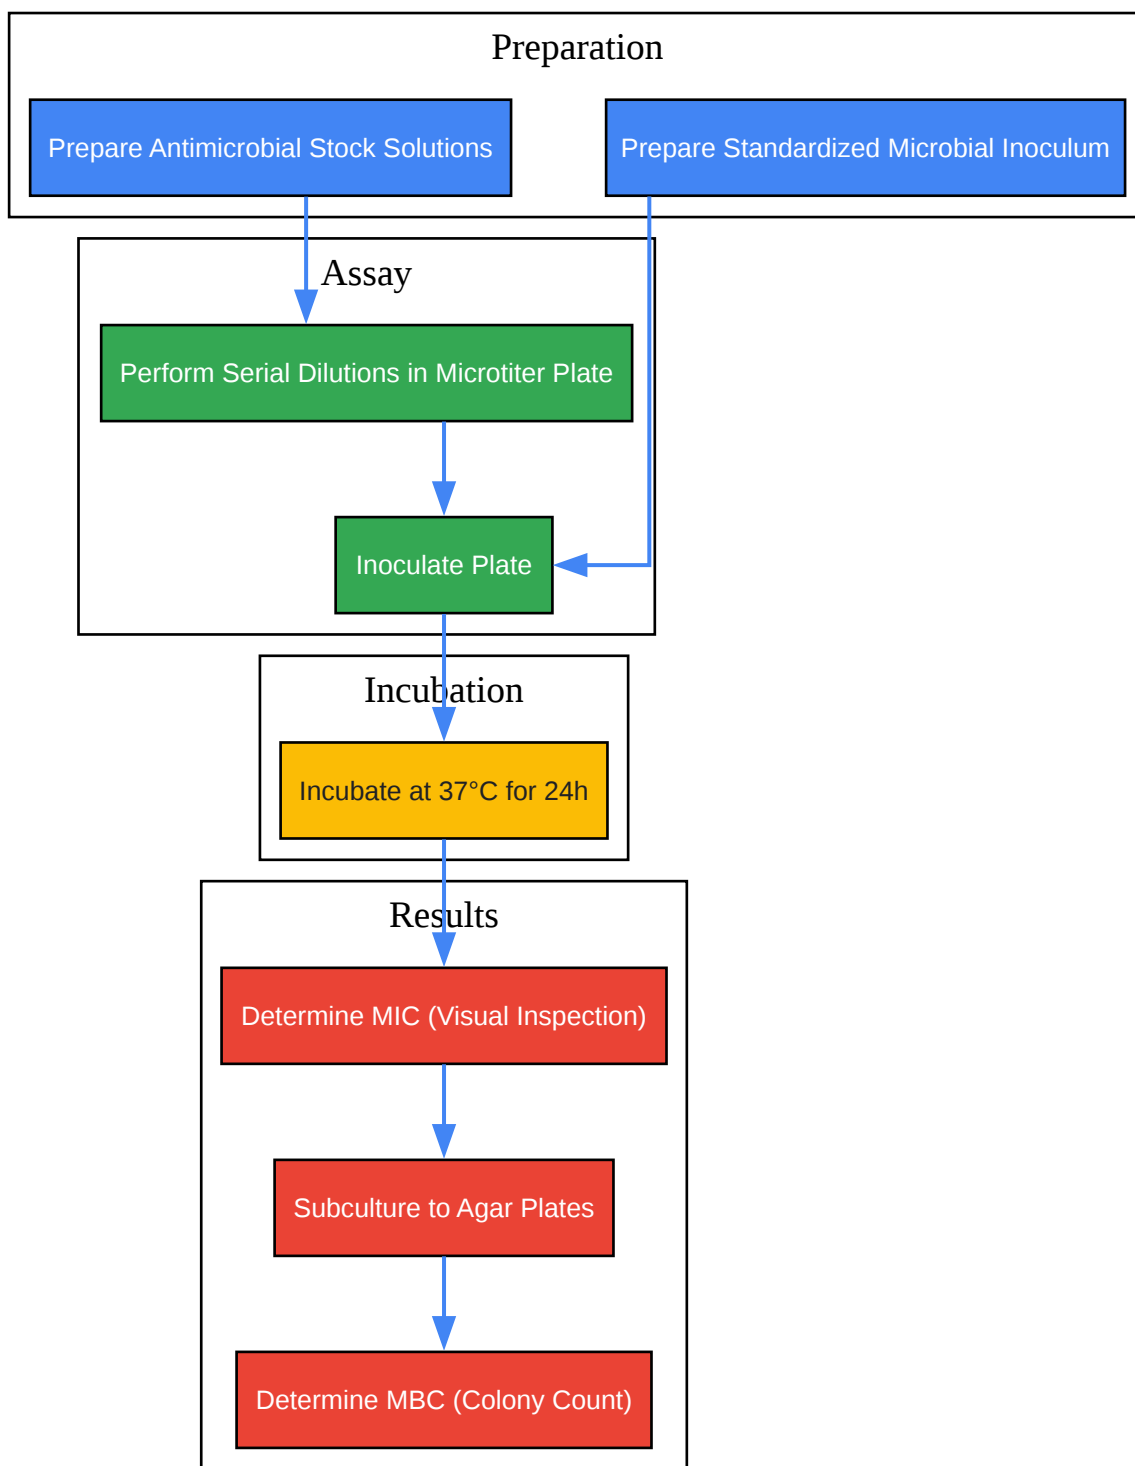 Preparation
Prepare Antimicrobial Stock Solutions
Prepare Standardized Microbial Inoculum
Assay
Perform Serial Dilutions in Microtiter Plate
Inoculate Plate
Incubation
Incubate at 37°C for 24h
Results
Determine MIC (Visual Inspection)
Subculture to Agar Plates
Determine MBC (Colony Count)